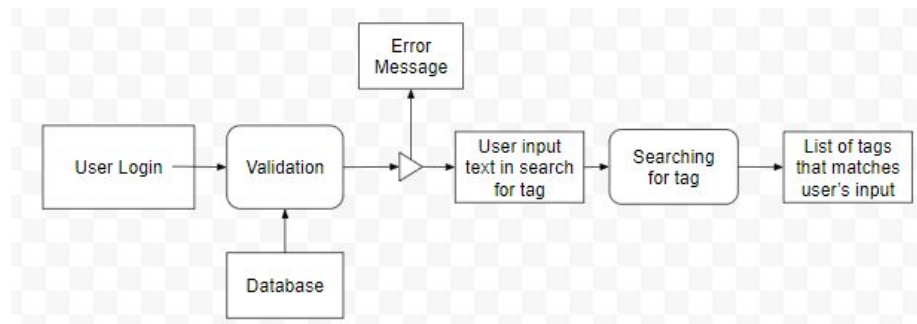 Error
Message
User Login
Validation
User input
text in search
for tag
Searching
for tag
List of tags
that matches
user's input
Database